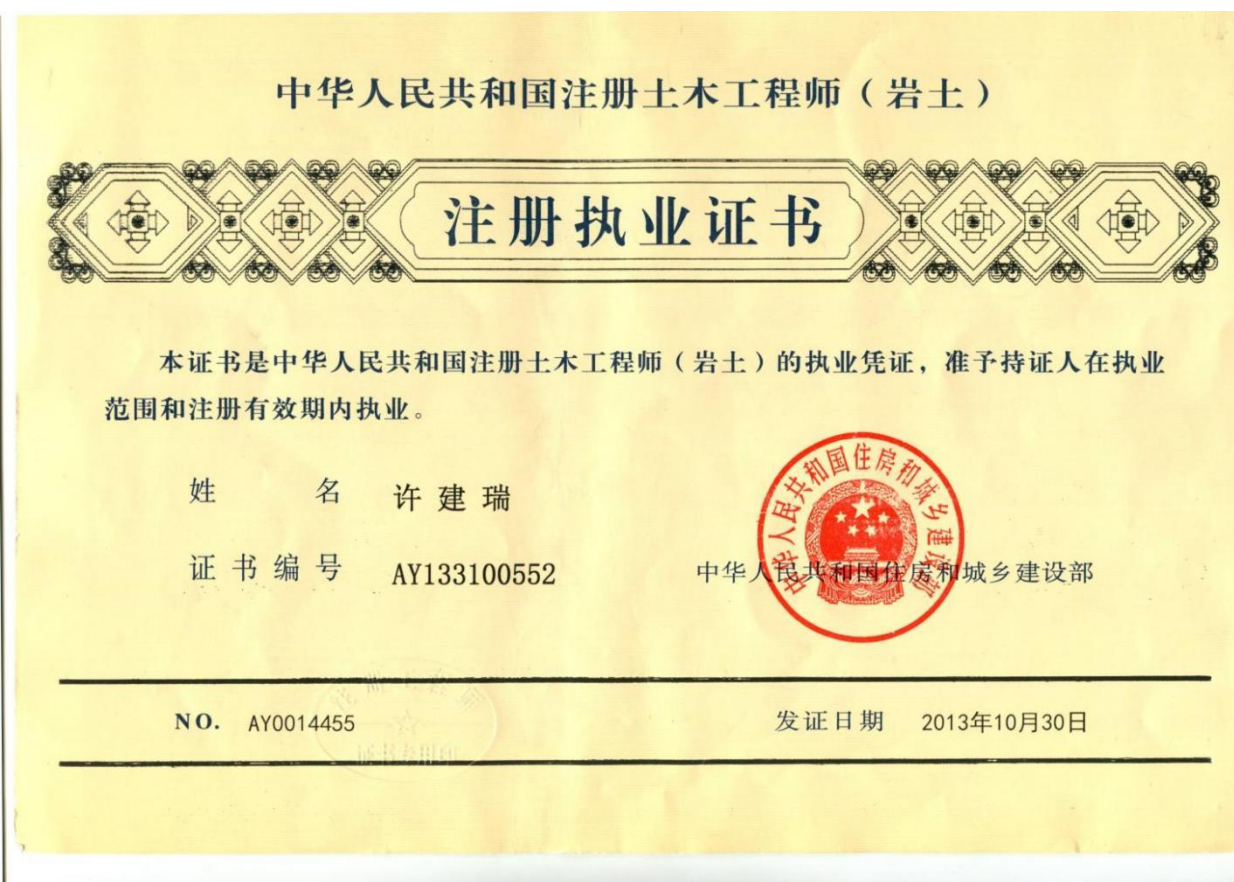 中华人民共和国注册土木工程师（岩土）
注册执业证书
本证书是中华人民共和国注册土木工程师（岩土）的执业凭证，准予持证人在执业
范围和注册有效期内执业。
姓名 许建瑞
中华人民共和国住房和城乡建设部
证书编号 AY133100552
中华人民共和国住房和城乡建设部
NO. AY0014455
发证日期 2013年10月30日